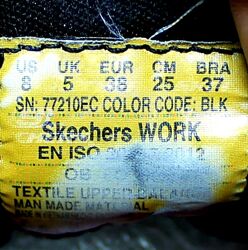 US UK EUR CM BRA
8 5 38 25 37
SN: 77210EC COLOR CODE: BLK
Skechers WORK
EN ISO
OB
TEXTILE UPPER
MAN MADE MATERIAL